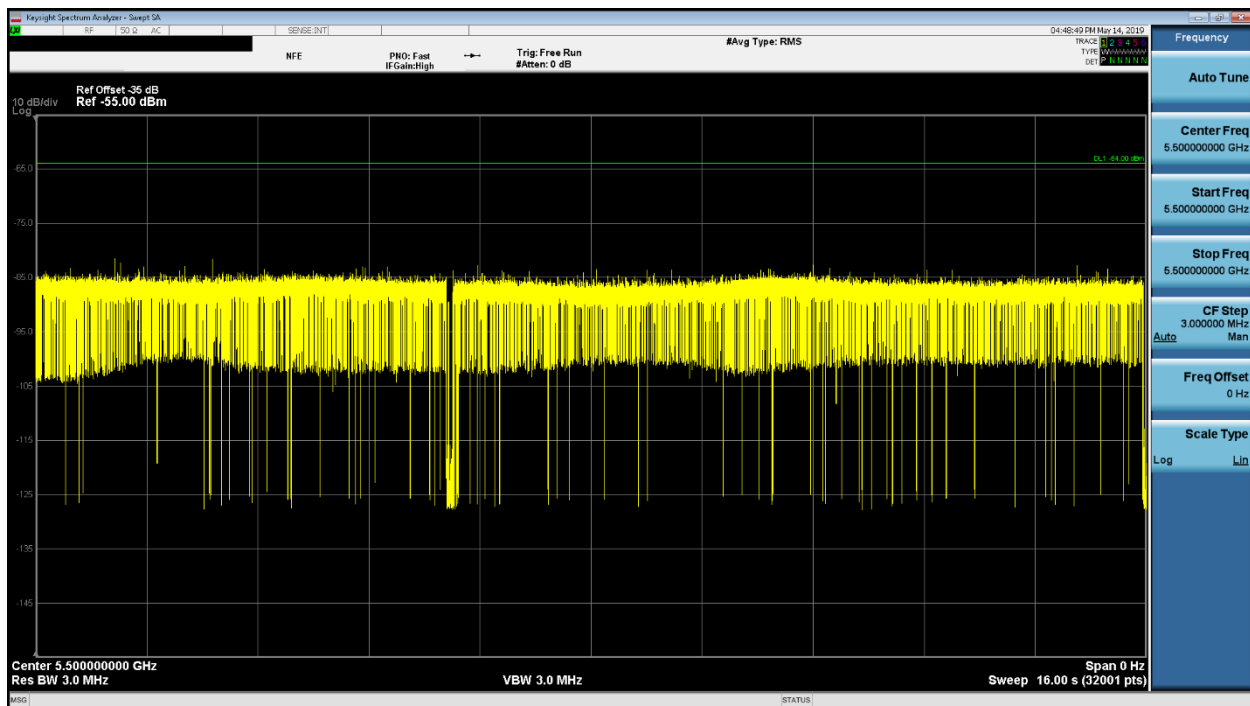 Keysight Spectrum Analyzer - Swept SA
RF 50 Ω AC SENSE:INT 04:48:49 PM May 14, 2019
#Avg Type: RMS
TRACE 1 2 3 4 5 6
TYPE
DET P N N N N N
NFE PNO: Fast Trig: Free Run
IFGain:High #Atten: 0 dB
Ref Offset -35 dB
10 dB/div Ref -55.00 dBm
Log
DL1 -64.00 dBm
-65.0
-75.0
-85.0
-95.0
-105
-115
-125
-135
-145
Center 5.500000000 GHz Span 0 Hz
Res BW 3.0 MHz VBW 3.0 MHz Sweep 16.00 s (32001 pts)
MSG STATUS
Frequency
Auto Tune
Center Freq
5.500000000 GHz
Start Freq
5.500000000 GHz
Stop Freq
5.500000000 GHz
CF Step
3.000000 MHz
Auto Man
Freq Offset
0 Hz
Scale Type
Log Lin